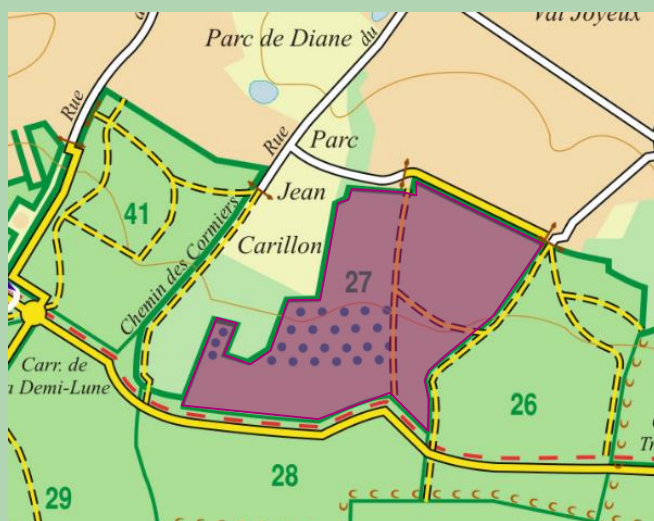 Val Joyeux
Parc de Diane
du
Rue
Rue
Parc
Jean
Carillon
41
Chemin des Cormiers
27
Carr. de
a Demi-Lune
26
28
29